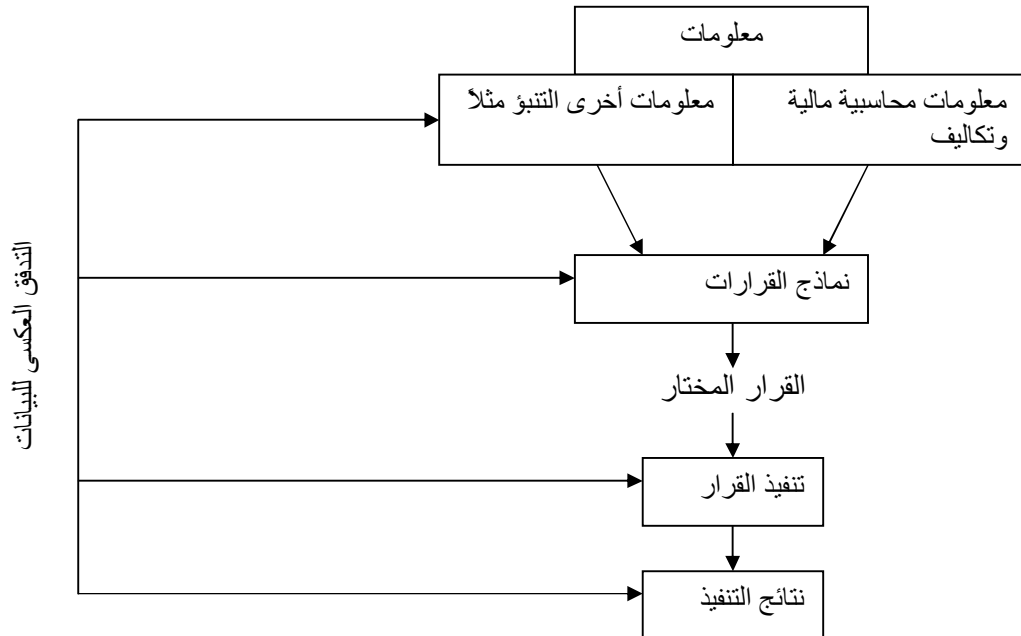 معلومات
معلومات محاسبية مالية
وتكاليف
معلومات أخرى التنبؤ مثلاً
نماذج القرارات
القرار المختار
تنفيذ القرار
نتائج التنفيذ
التدفق العكسى للبيانات